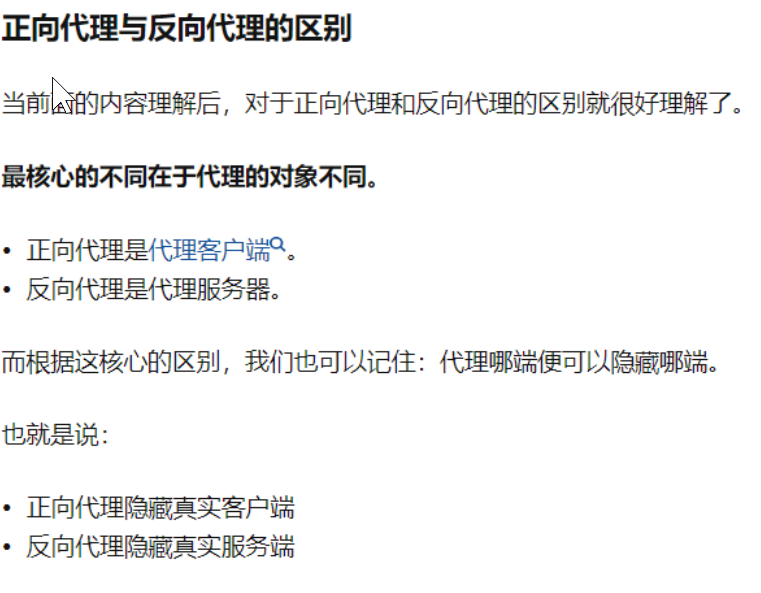 正向代理与反向代理的区别
当前的内容理解后，对于正向代理和反向代理的区别就很好理解了。
最核心的不同在于代理的对象不同。
• 正向代理是代理客户端。
• 反向代理是代理服务器。
而根据这核心的区别，我们也可以记住：代理哪端便可以隐藏哪端。
也就是说：
• 正向代理隐藏真实客户端
• 反向代理隐藏真实服务端